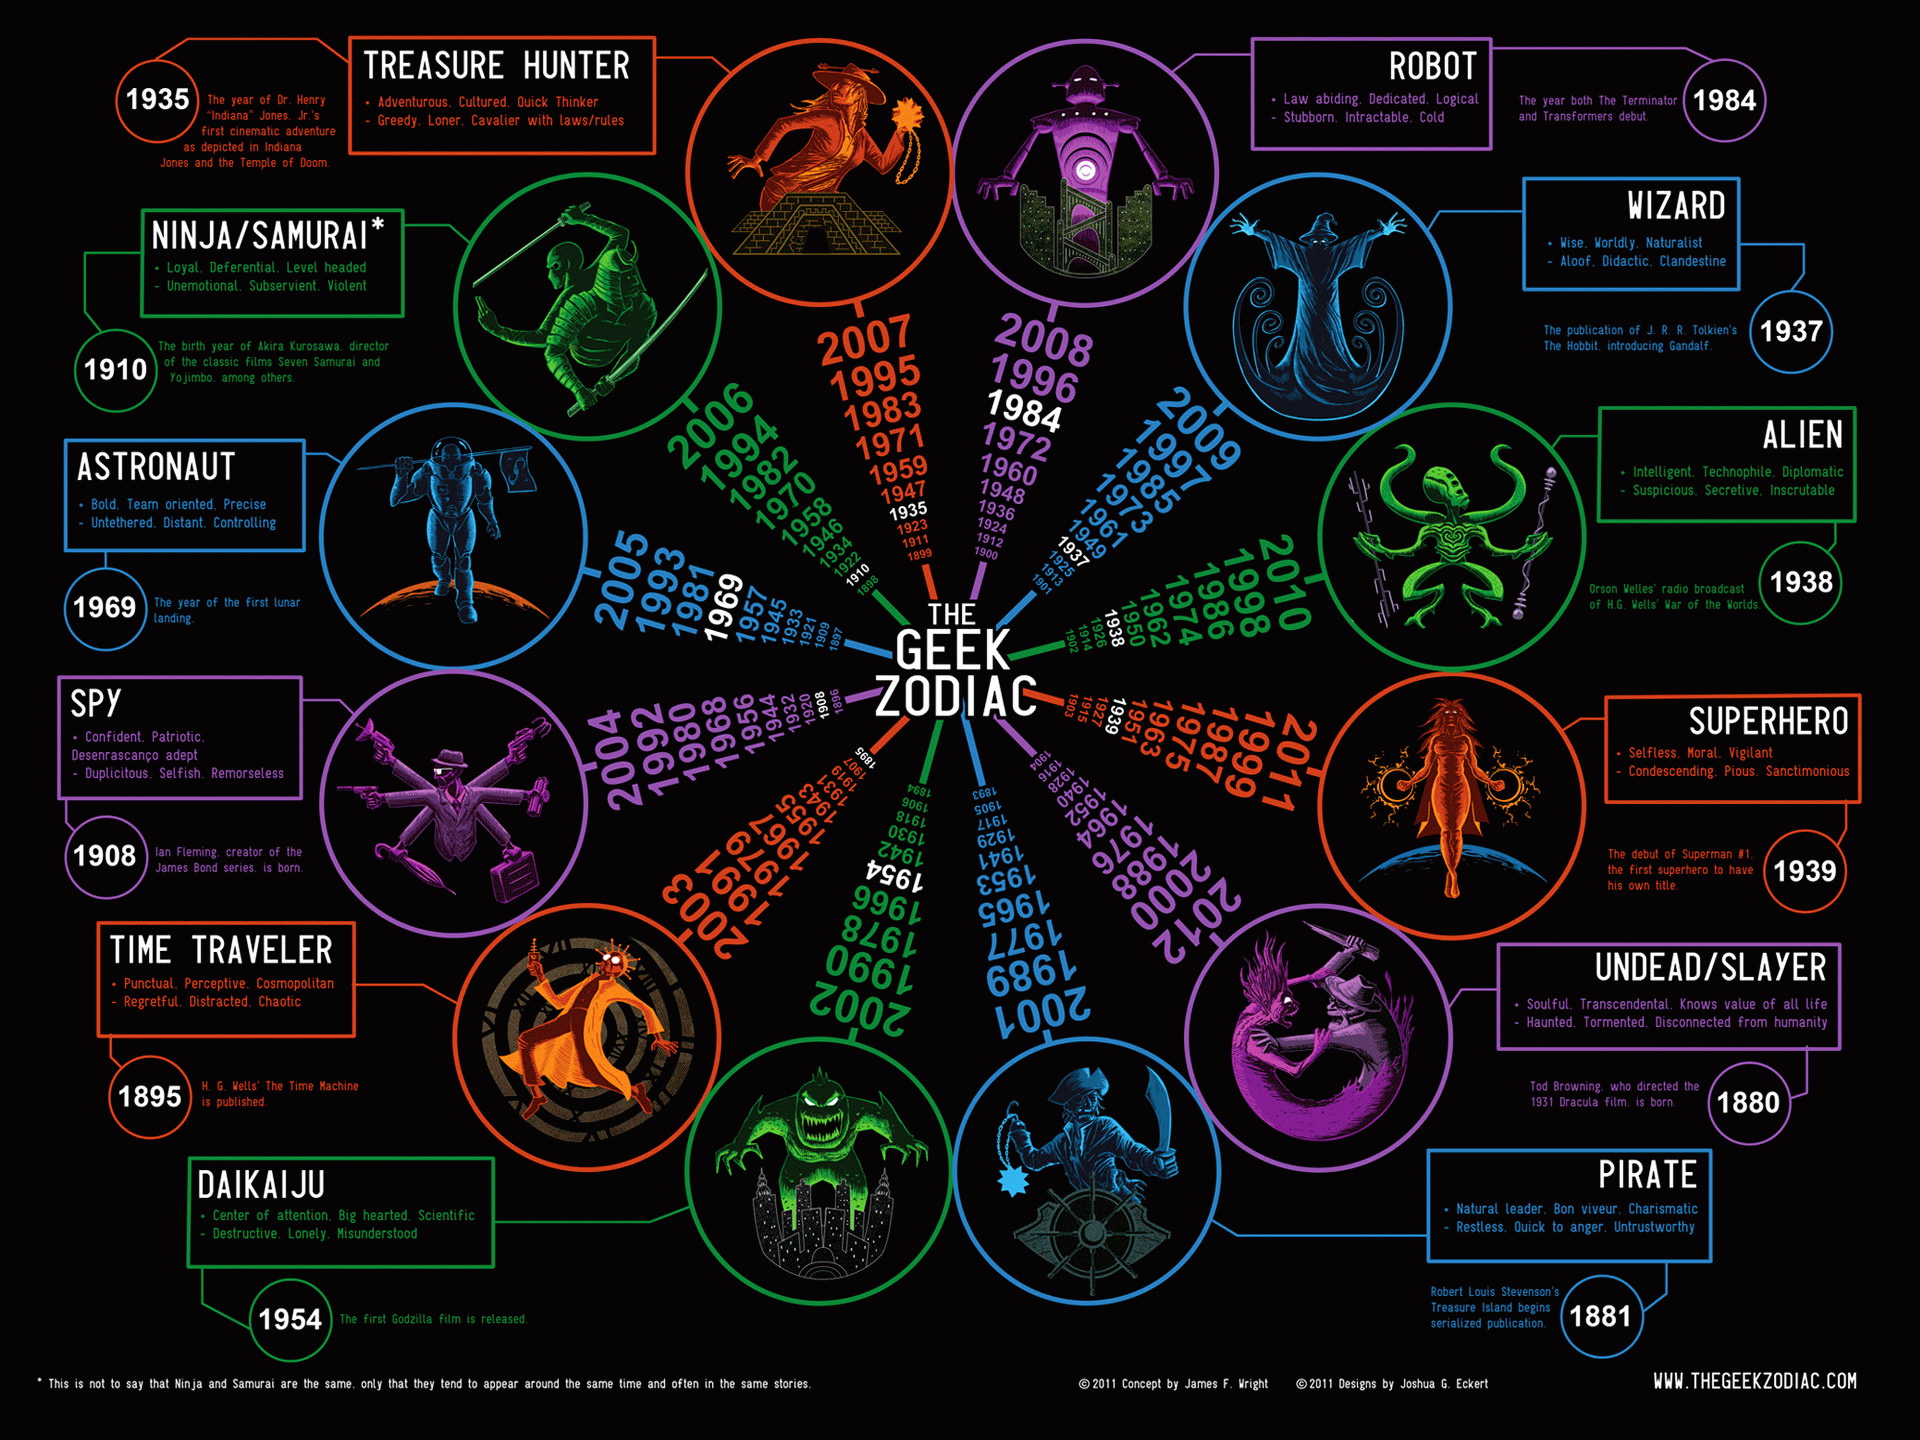 TREASURE HUNTER
+ Adventurous. Cultured. Quick Thinker
- Greedy. Loner. Cavalier with laws/rules
1935
The year of Dr. Henry
"Indiana" Jones. Jr.'s
first cinematic adventure
as depicted in Indiana
Jones and the Temple of Doom.
ROBOT
+ Law abiding. Dedicated. Logical
- Stubborn. Intractable. Cold
The year both The Terminator
and Transformers debut.
1984
NINJA/SAMURAI*
+ Loyal. Deferential. Level headed
- Unemotional. Subservient. Violent
1910
The birth year of Akira Kurosawa. director
of the classic films Seven Samurai and
Yojimbo. among others.
WIZARD
+ Wise. Worldly. Naturalist
- Aloof. Didactic. Clandestine
The publication of J. R. R. Tolkien's
The Hobbit. introducing Gandalf.
1937
ASTRONAUT
+ Bold. Team oriented. Precise
- Untethered. Distant. Controlling
1969
The year of the first lunar
landing.
ALIEN
+ Intelligent. Technophile. Diplomatic
- Suspicious. Secretive. Inscrutable
Orson Welles' radio broadcast
of H.G. Wells' War of the Worlds.
1938
SPY
+ Confident. Patriotic.
Desenrascanço adept
- Duplicitous. Selfish. Remorseless
1908
Ian Fleming. creator of the
James Bond series. is born.
SUPERHERO
+ Selfless. Moral. Vigilant
- Condescending. Pious. Sanctimonious
The debut of Superman #1.
the first superhero to have
his own title.
1939
TIME TRAVELER
+ Punctual. Perceptive. Cosmopolitan
- Regretful. Distracted. Chaotic
1895
H. G. Wells' The Time Machine
is published.
UNDEAD/SLAYER
+ Soulful. Transcendental. Knows value of all life
- Haunted. Tormented. Disconnected from humanity
Tod Browning. who directed the
1931 Dracula film. is born.
1880
DAIKAIJU
+ Center of attention. Big hearted. Scientific
- Destructive. Lonely. Misunderstood
1954
The first Godzilla film is released.
PIRATE
+ Natural leader. Bon viveur. Charismatic
- Restless. Quick to anger. Untrustworthy
Robert Louis Stevenson's
Treasure Island begins
serialized publication.
1881
THE
GEEK
ZODIAC
2007
1995
1983
1971
1959
1947
1935
1923
1911
1899
2008
1996
1984
1972
1960
1948
1936
1924
1912
1900
2009
1997
1985
1973
1961
1949
1937
1925
1913
1901
2010
1998
1986
1974
1962
1950
1938
1926
1914
1902
2011
1999
1987
1975
1963
1951
1939
1927
1915
1903
2012
2000
1988
1976
1964
1952
1940
1928
1916
1904
2001
1989
1977
1965
1953
1941
1929
1917
1905
1893
2002
1990
1978
1966
1954
1942
1930
1918
1906
1894
2003
1991
1979
1967
1955
1943
1931
1919
1907
1895
2004
1992
1980
1968
1956
1944
1932
1920
1908
1896
2005
1993
1981
1969
1957
1945
1933
1921
1909
1897
2006
1994
1982
1970
1958
1946
1934
1922
1910
1898
* This is not to say that Ninja and Samurai are the same. only that they tend to appear around the same time and often in the same stories.
©2011 Concept by James F. Wright
©2011 Designs by Joshua G. Eckert
WWW.THEGEEKZODIAC.COM